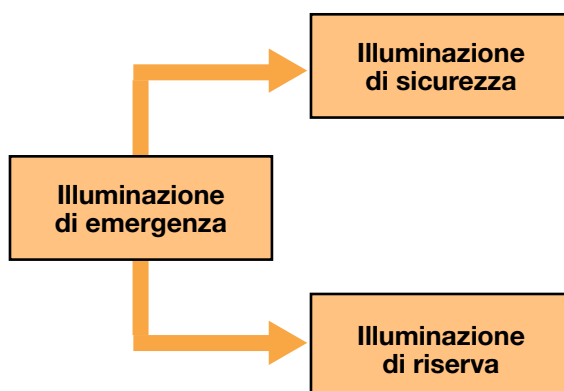 Illuminazione
di sicurezza
Illuminazione
di emergenza
Illuminazione
di riserva